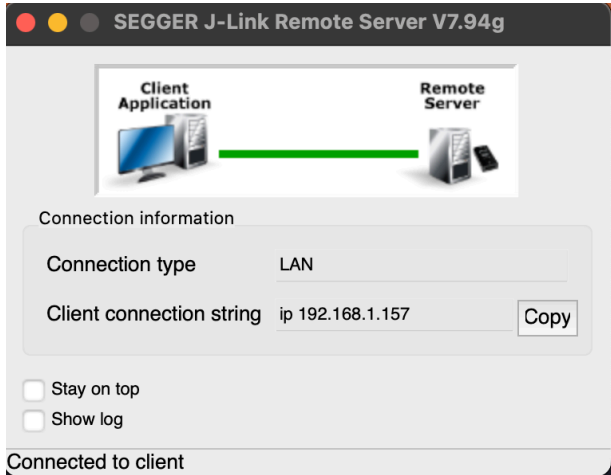 SEGGER J-Link Remote Server V7.94g
Client Application
Remote Server
Connection information
Connection type LAN
Client connection string ip 192.168.1.157 Copy
Stay on top
Show log
Connected to client